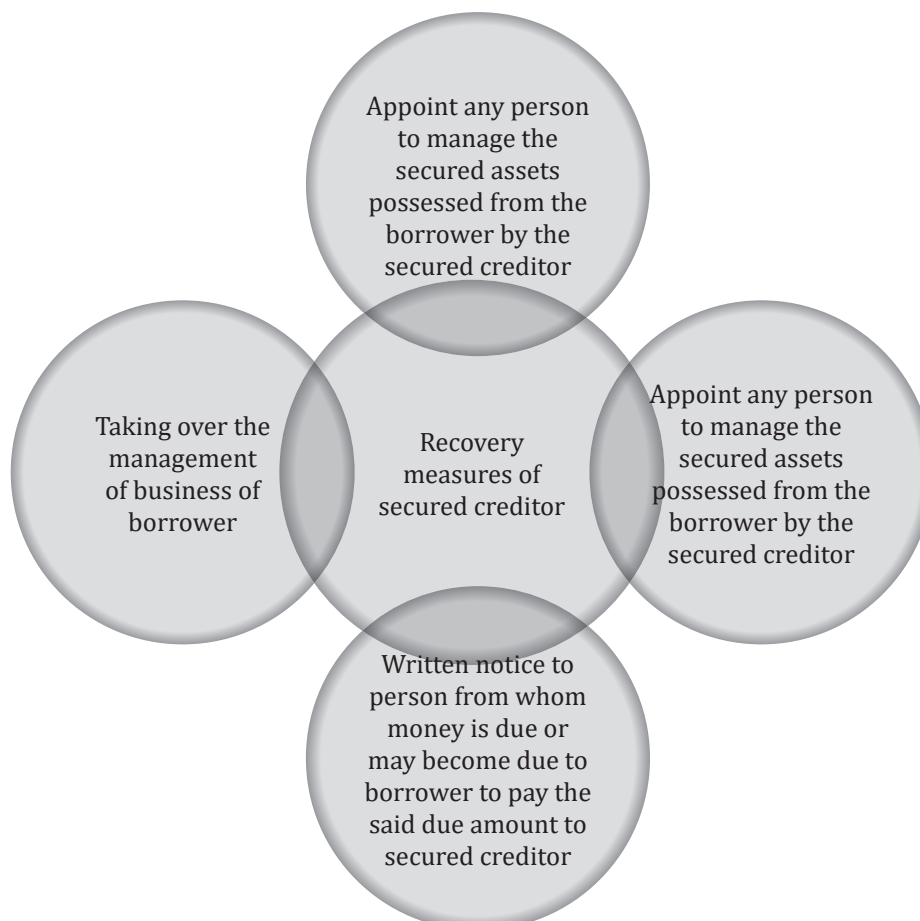 Appoint any person
to manage the
secured assets
possessed from the
borrower by the
secured creditor
Taking over the
management
of business of
borrower
Recovery
measures of
secured creditor
Appoint any person
to manage the
secured assets
possessed from the
borrower by the
secured creditor
Written notice to
person from whom
money is due or
may become due to
borrower to pay the
said due amount to
secured creditor